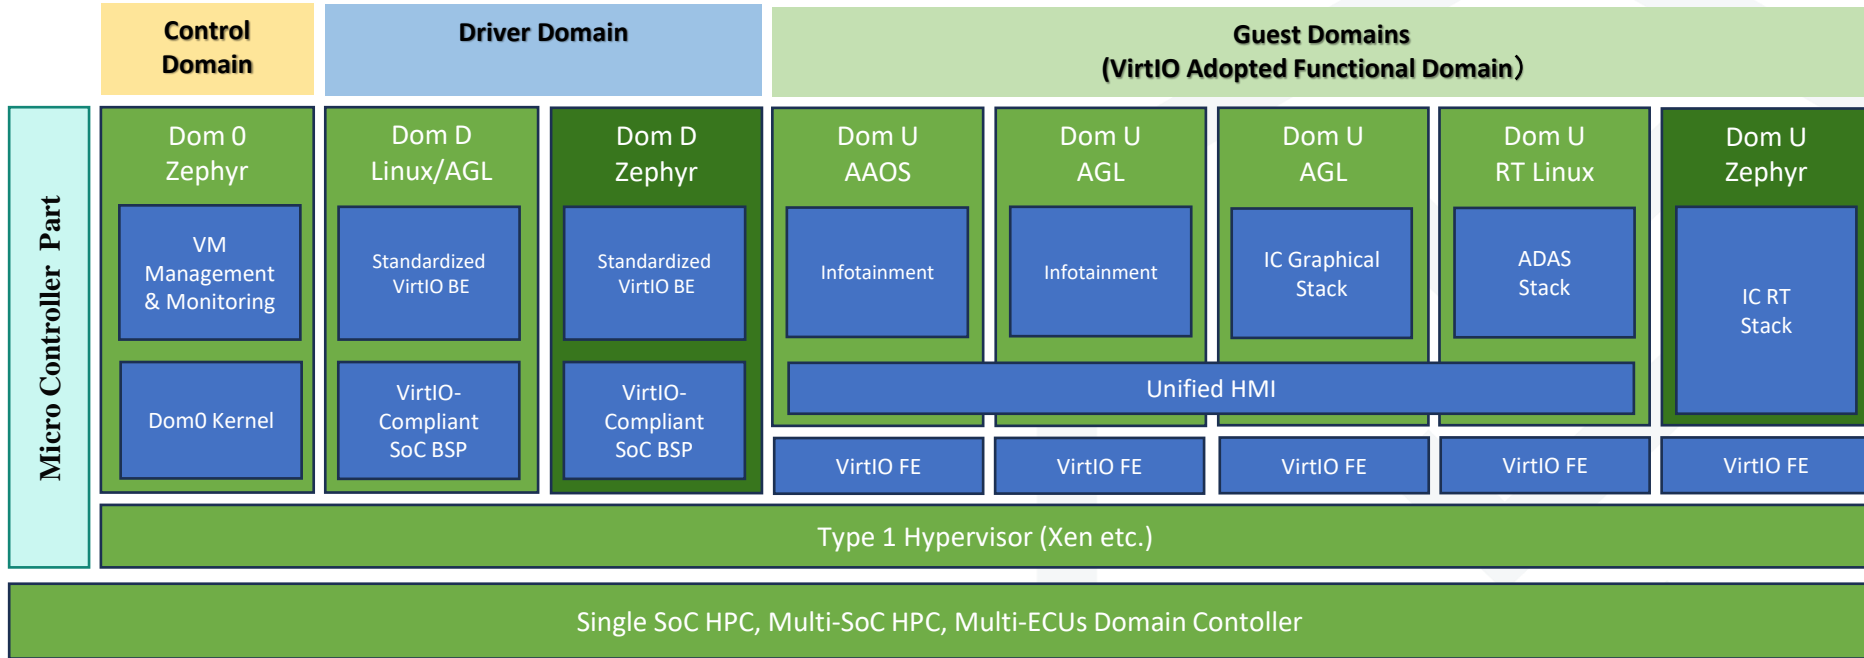 Control
Domain
Driver Domain
Guest Domains
(VirtIO Adopted Functional Domain）
Micro Controller Part
Dom 0
Zephyr
VM
Management
& Monitoring
Dom0 Kernel
Dom D
Linux/AGL
Standardized
VirtIO BE
VirtIO-
Compliant
SoC BSP
Dom D
Zephyr
Standardized
VirtIO BE
VirtIO-
Compliant
SoC BSP
Dom U
AAOS
Infotainment
Dom U
AGL
Infotainment
Dom U
AGL
IC Graphical
Stack
Dom U
RT Linux
ADAS
Stack
Dom U
Zephyr
IC RT
Stack
Unified HMI
VirtIO FE
VirtIO FE
VirtIO FE
VirtIO FE
VirtIO FE
Type 1 Hypervisor (Xen etc.)
Single SoC HPC, Multi-SoC HPC, Multi-ECUs Domain Contoller